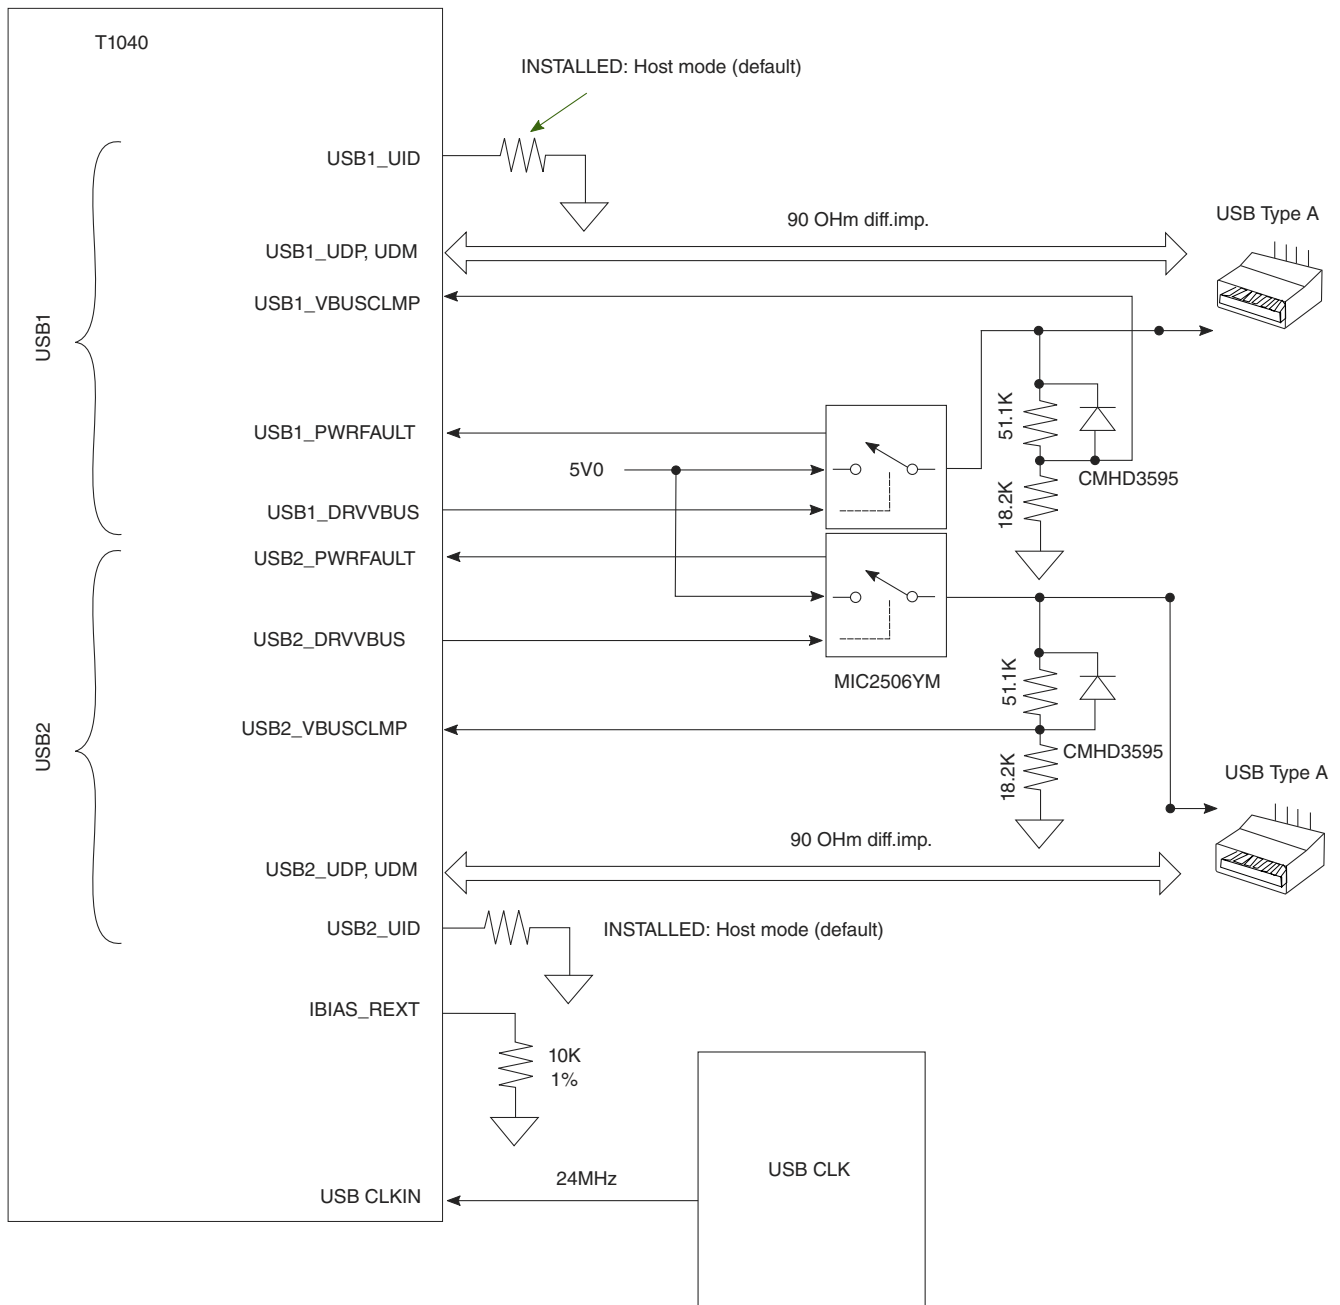 T1040
INSTALLED: Host mode (default)
USB1_UID
90 OHm diff.imp.
USB Type A
USB1_UDP, UDM
USB1_VBUSCLMP
USB1
51.1K
USB1_PWRFAULT
5V0
CMHD3595
18.2K
USB1_DRVVBUS
USB2_PWRFAULT
USB2_DRVVBUS
MIC2506YM
51.1K
USB2_VBUSCLMP
USB2
CMHD3595
18.2K
USB Type A
90 OHm diff.imp.
USB2_UDP, UDM
USB2_UID
INSTALLED: Host mode (default)
IBIAS_REXT
10K
1%
USB CLK
24MHz
USB CLKIN